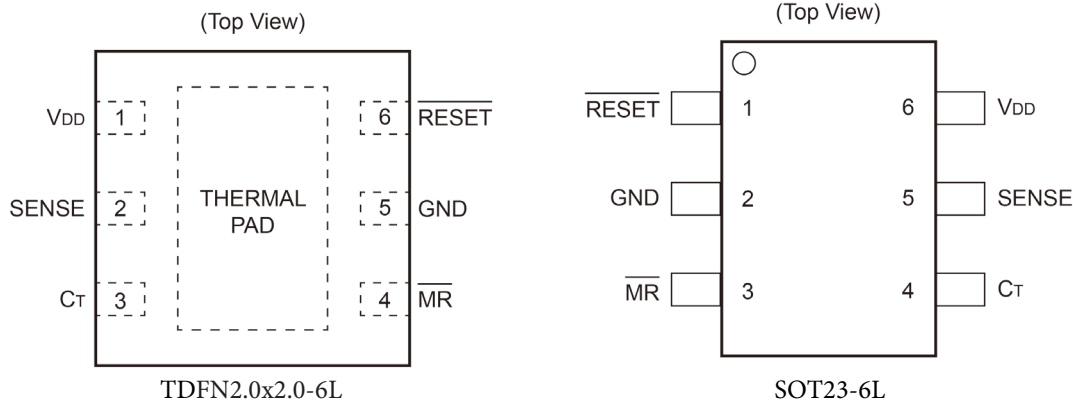 (Top View)
VDD 1 6 RESET
SENSE 2 THERMAL PAD 5 GND
CT 3 4 MR
TDFN2.0x2.0-6L
(Top View)
RESET 1 6 VDD
GND 2 5 SENSE
MR 3 4 CT
SOT23-6L